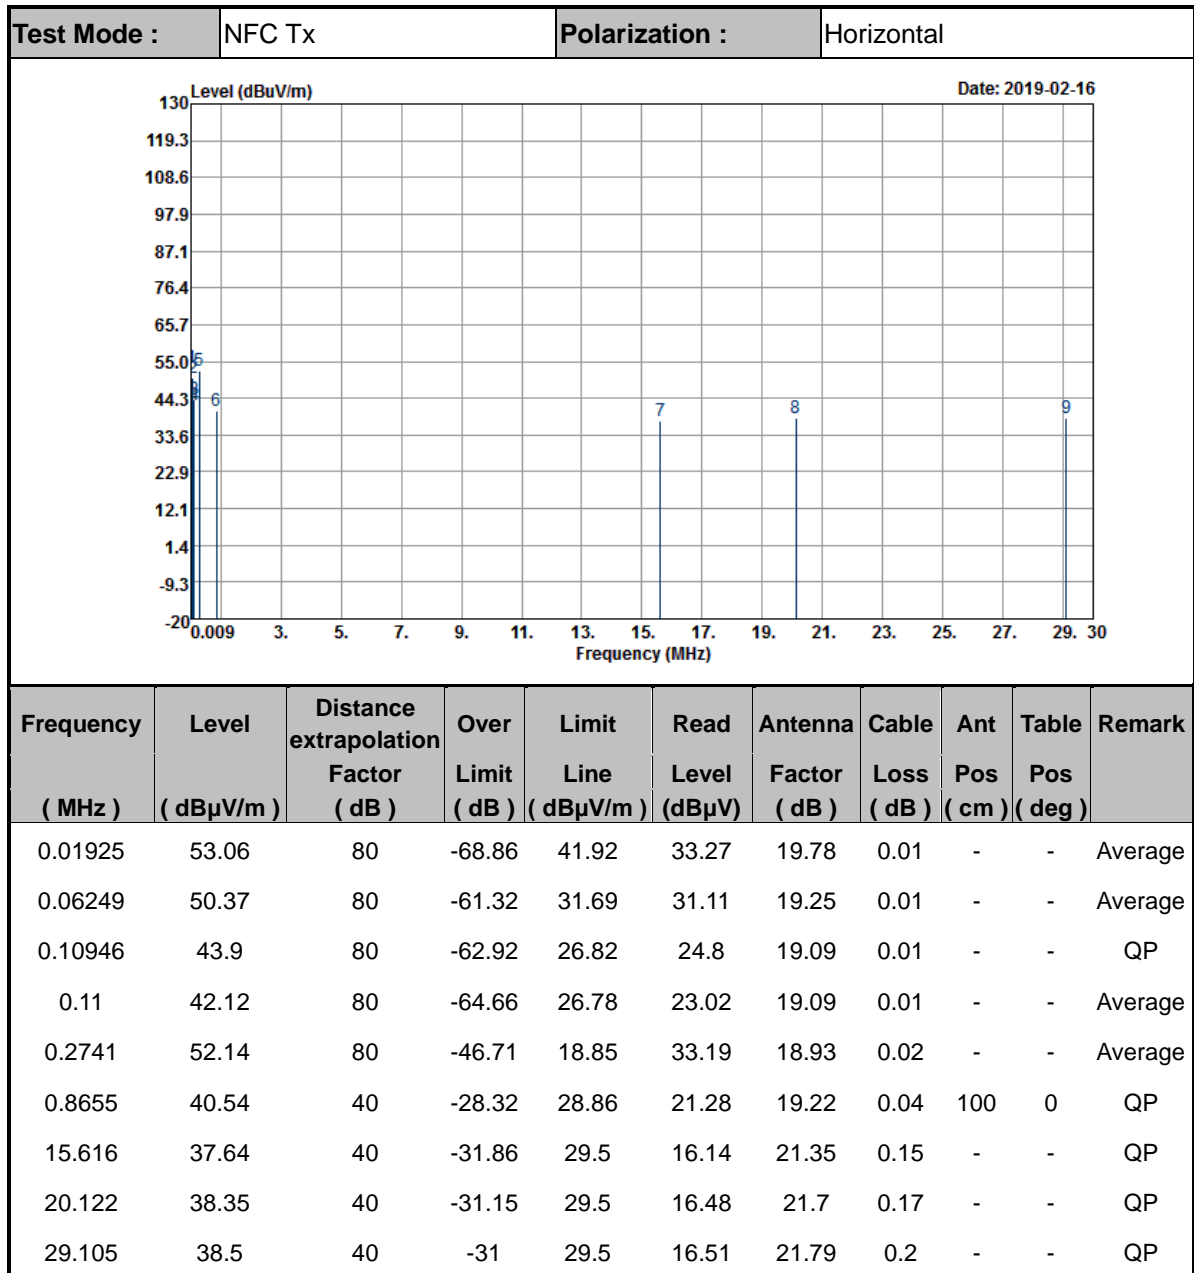 Test Mode : NFC Tx Polarization : Horizontal
Level (dBuV/m) Date: 2019-02-16
130
119.3
108.6
97.9
87.1
76.4
65.7
55.0
44.3
33.6
22.9
12.1
1.4
-9.3
-20
5
6
7
8
9
0.009 3. 5. 7. 9. 11. 13. 15. 17. 19. 21. 23. 25. 27. 29. 30
Frequency (MHz)
Frequency Level Distance extrapolation Over Limit Read Antenna Cable Ant Table Remark
Factor Limit Line Level Factor Loss Pos Pos
( MHz ) ( dBµV/m ) ( dB ) ( dB ) ( dBµV/m ) (dBµV) ( dB ) ( dB ) ( cm ) ( deg )
0.01925 53.06 80 -68.86 41.92 33.27 19.78 0.01 - - Average
0.06249 50.37 80 -61.32 31.69 31.11 19.25 0.01 - - Average
0.10946 43.9 80 -62.92 26.82 24.8 19.09 0.01 - - QP
0.11 42.12 80 -64.66 26.78 23.02 19.09 0.01 - - Average
0.2741 52.14 80 -46.71 18.85 33.19 18.93 0.02 - - Average
0.8655 40.54 40 -28.32 28.86 21.28 19.22 0.04 100 0 QP
15.616 37.64 40 -31.86 29.5 16.14 21.35 0.15 - - QP
20.122 38.35 40 -31.15 29.5 16.48 21.7 0.17 - - QP
29.105 38.5 40 -31 29.5 16.51 21.79 0.2 - - QP